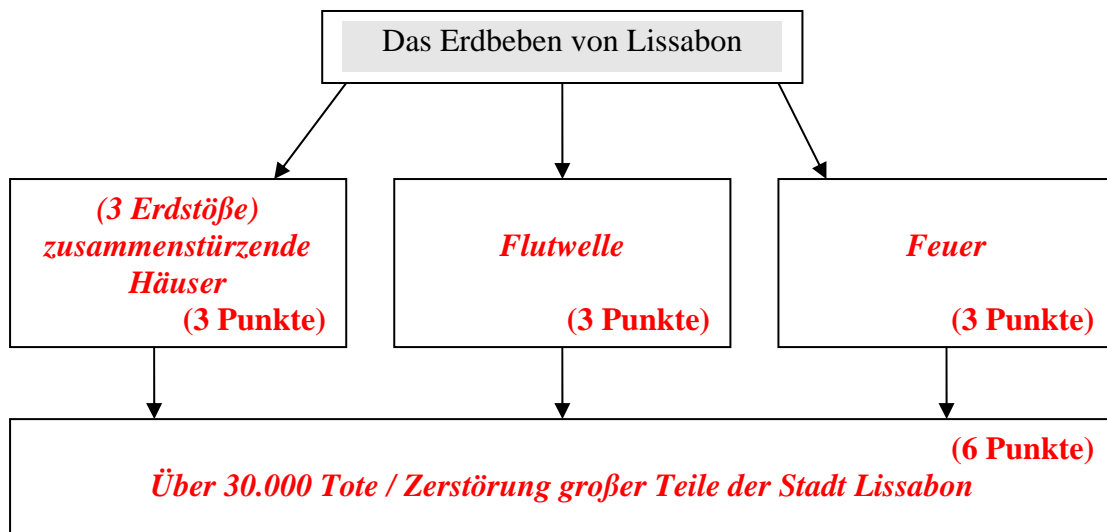 Das Erdbeben von Lissabon
(3 Erdstöße)
zusammenstürzende
Häuser
(3 Punkte)
Flutwelle
(3 Punkte)
Feuer
(3 Punkte)
(6 Punkte)
Über 30.000 Tote / Zerstörung großer Teile der Stadt Lissabon